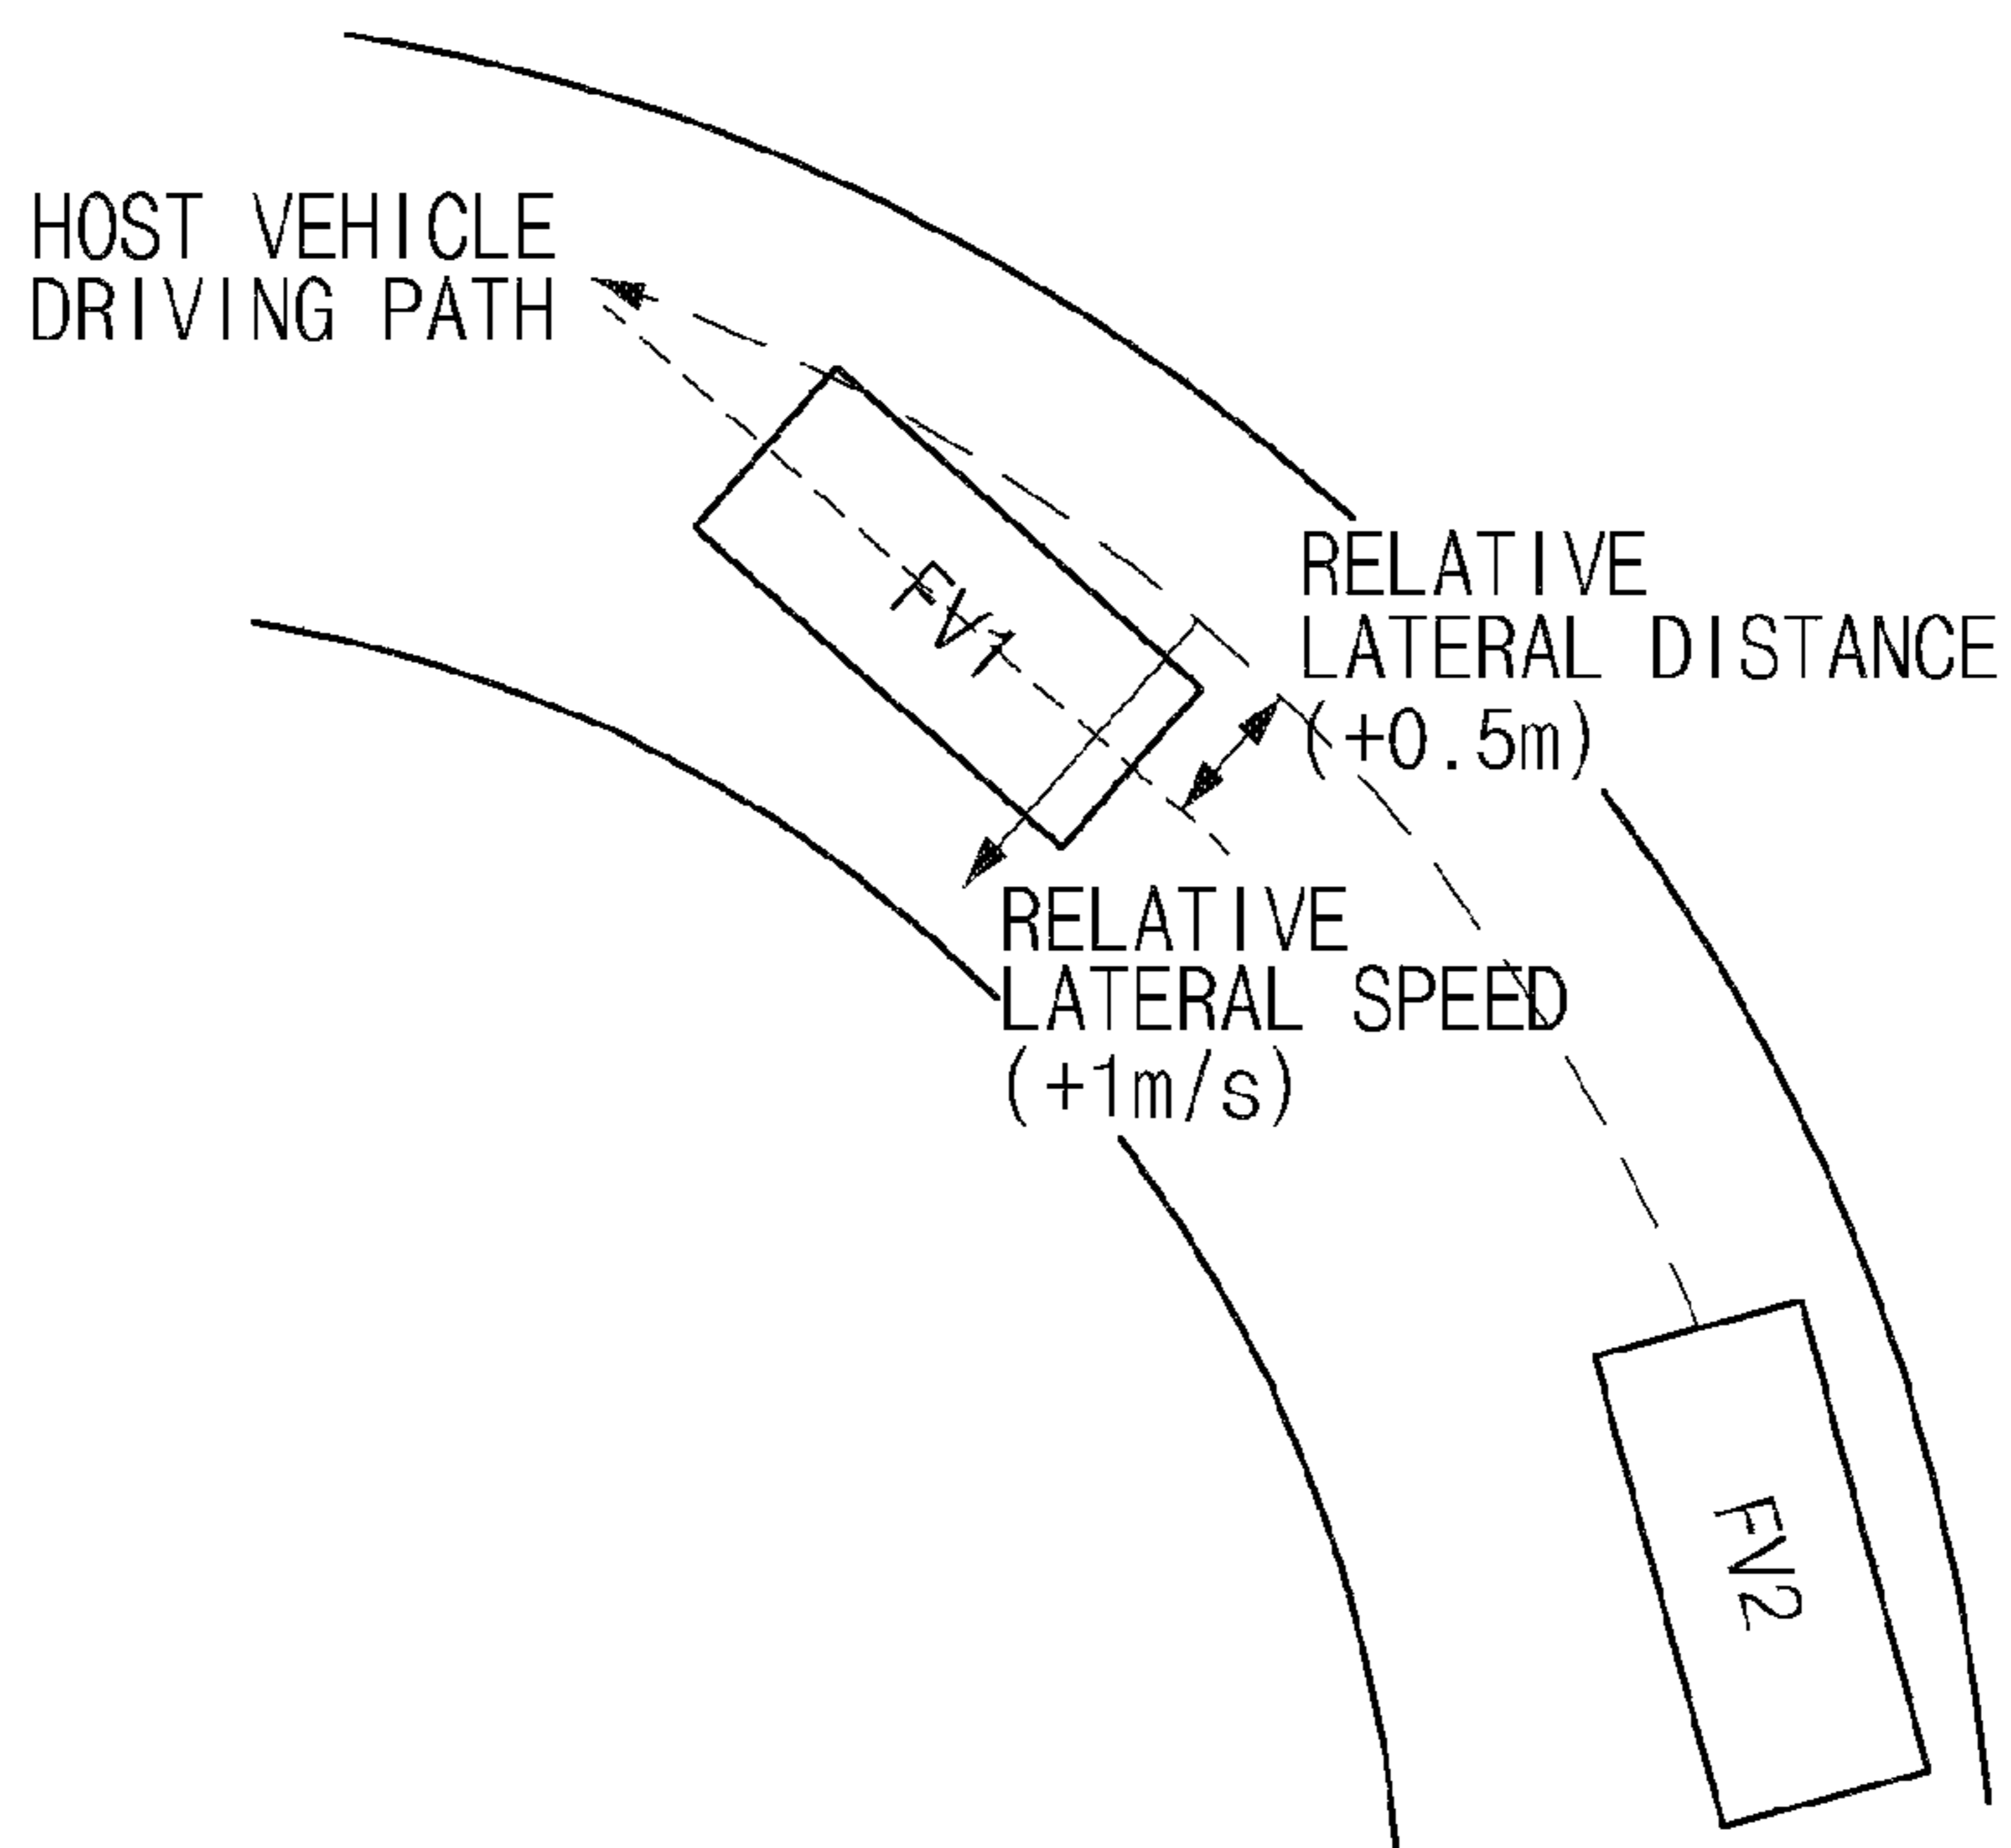 HOST VEHICLE
DRIVING PATH
FV1
RELATIVE
LATERAL DISTANCE
(+0.5m)
RELATIVE
LATERAL SPEED
(+1m/s)
FV2